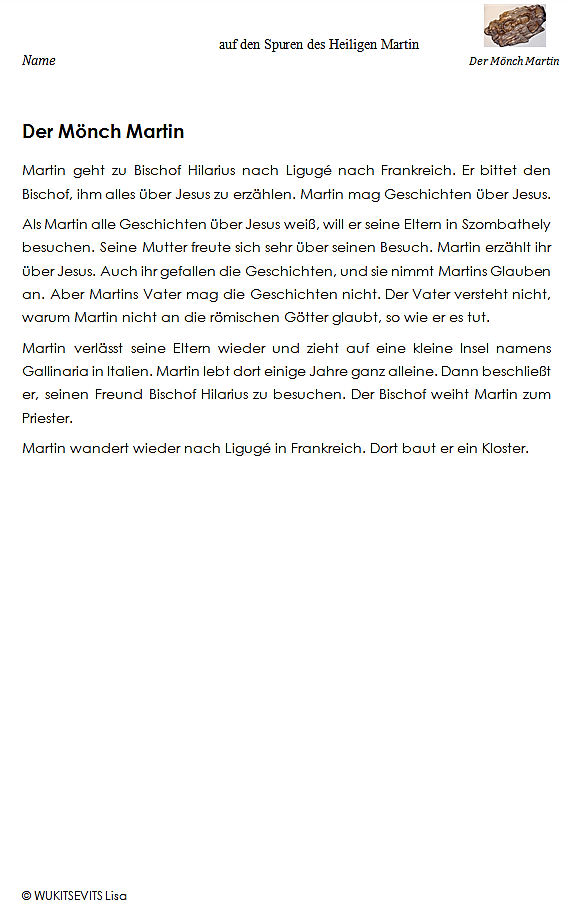 auf den Spuren des Heiligen Martin
Name
Der Mönch Martin
Der Mönch Martin
Martin geht zu Bischof Hilarius nach Ligugé nach Frankreich. Er bittet den
Bischof, ihm alles über Jesus zu erzählen. Martin mag Geschichten über Jesus.
Als Martin alle Geschichten über Jesus weiß, will er seine Eltern in Szombathely
besuchen. Seine Mutter freute sich sehr über seinen Besuch. Martin erzählt ihr
über Jesus. Auch ihr gefallen die Geschichten, und sie nimmt Martins Glauben
an. Aber Martins Vater mag die Geschichten nicht. Der Vater versteht nicht,
warum Martin nicht an die römischen Götter glaubt, so wie er es tut.
Martin verlässt seine Eltern wieder und zieht auf eine kleine Insel namens
Gallinaria in Italien. Martin lebt dort einige Jahre ganz alleine. Dann beschließt
er, seinen Freund Bischof Hilarius zu besuchen. Der Bischof weiht Martin zum
Priester.
Martin wandert wieder nach Ligugé in Frankreich. Dort baut er ein Kloster.
© WUKITSEVITS Lisa